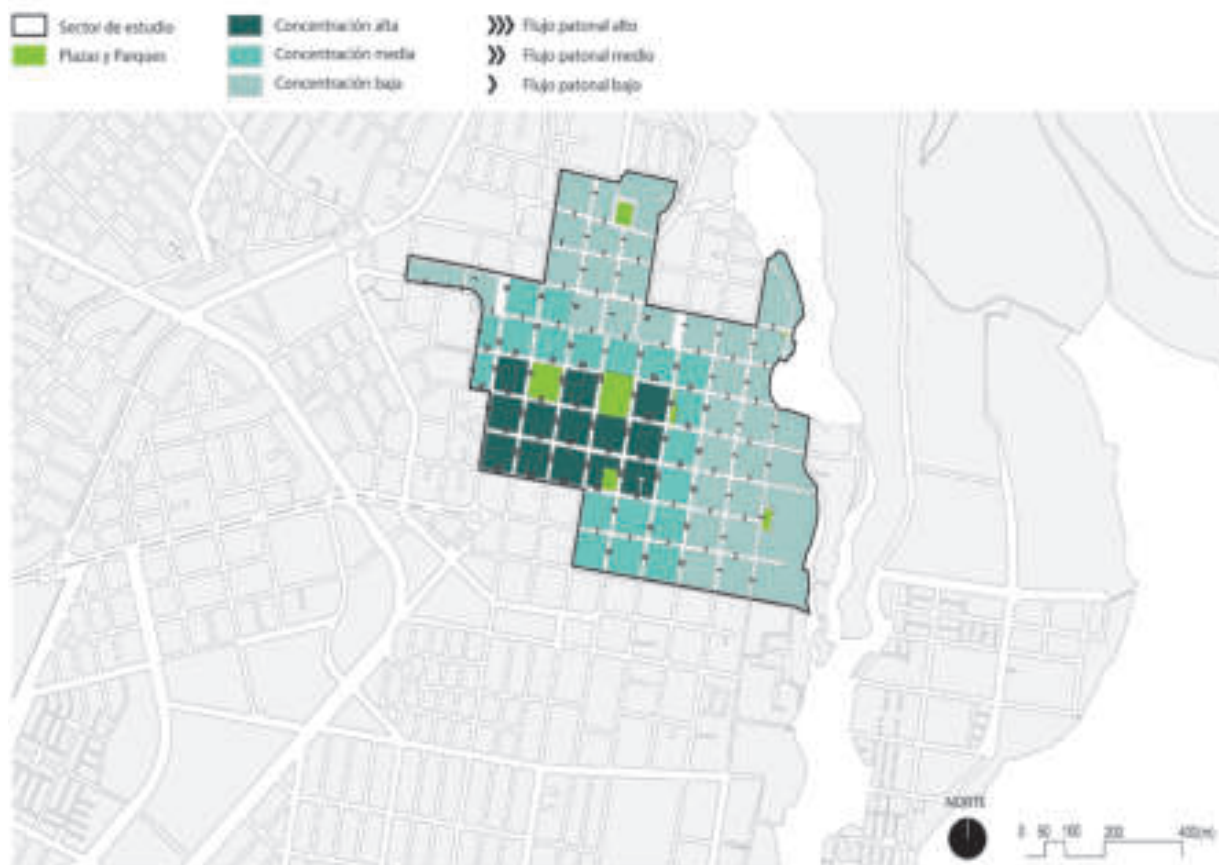 Sector de estudio
Plazas y Parques
Concentración alta
Concentración media
Concentración baja
Flujo patonal alto
Flujo patonal medio
Flujo patonal bajo
NORTE
0 50 100 200 400(m)